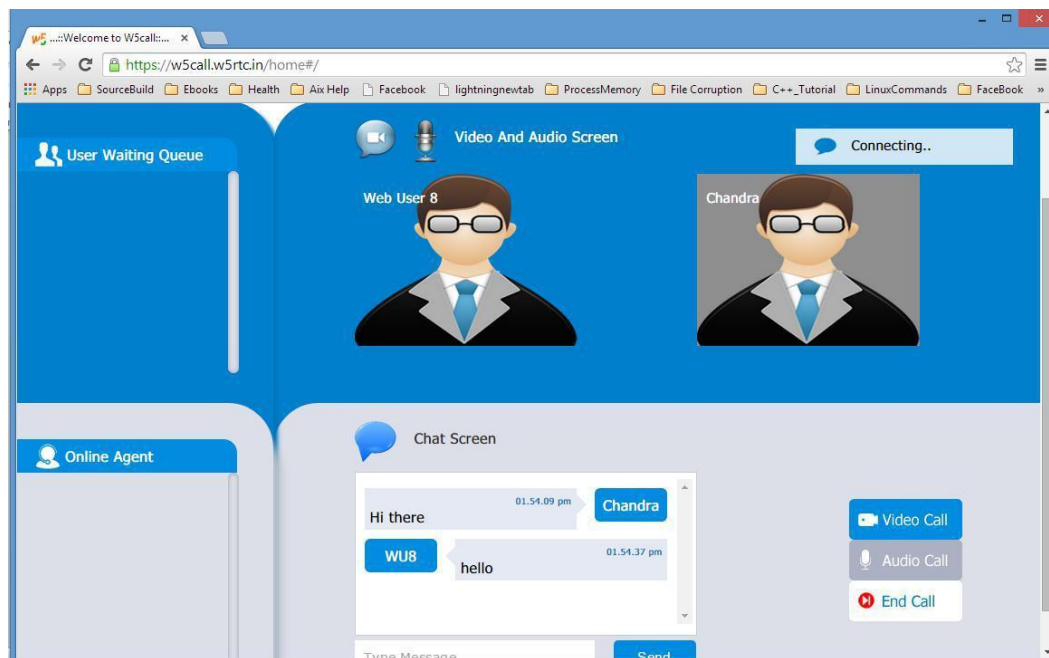 w5 ...::Welcome to W5call::...
https://w5call.w5rtc.in/home#/
Apps SourceBuild Ebooks Health Aix Help Facebook lightningnewtab ProcessMemory File Corruption C++_Tutorial LinuxCommands FaceBook »
User Waiting Queue
Video And Audio Screen
Connecting..
Web User 8
Chandra
Online Agent
Chat Screen
01.54.09 pm
Chandra
Hi there
WU8
01.54.37 pm
hello
Video Call
Audio Call
End Call
Type Message
Send